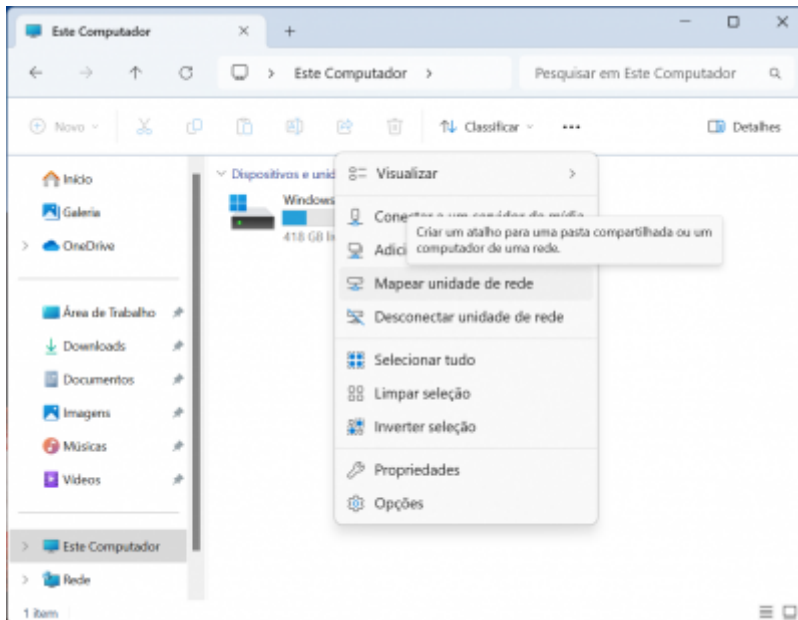 Este Computador
Este Computador
Pesquisar em Este Computador
Novo
Classificar
Detalhes
Início
Galeria
OneDrive
Área de Trabalho
Downloads
Documentos
Imagens
Músicas
Vídeos
Este Computador
Rede
Dispositivos e unid
Windows
418 GB li
Visualizar
Conectar a um servidor de mídia
Adici
Criar um atalho para uma pasta compartilhada ou um
computador de uma rede.
Mapear unidade de rede
Desconectar unidade de rede
Selecionar tudo
Limpar seleção
Inverter seleção
Propriedades
Opções
1 item